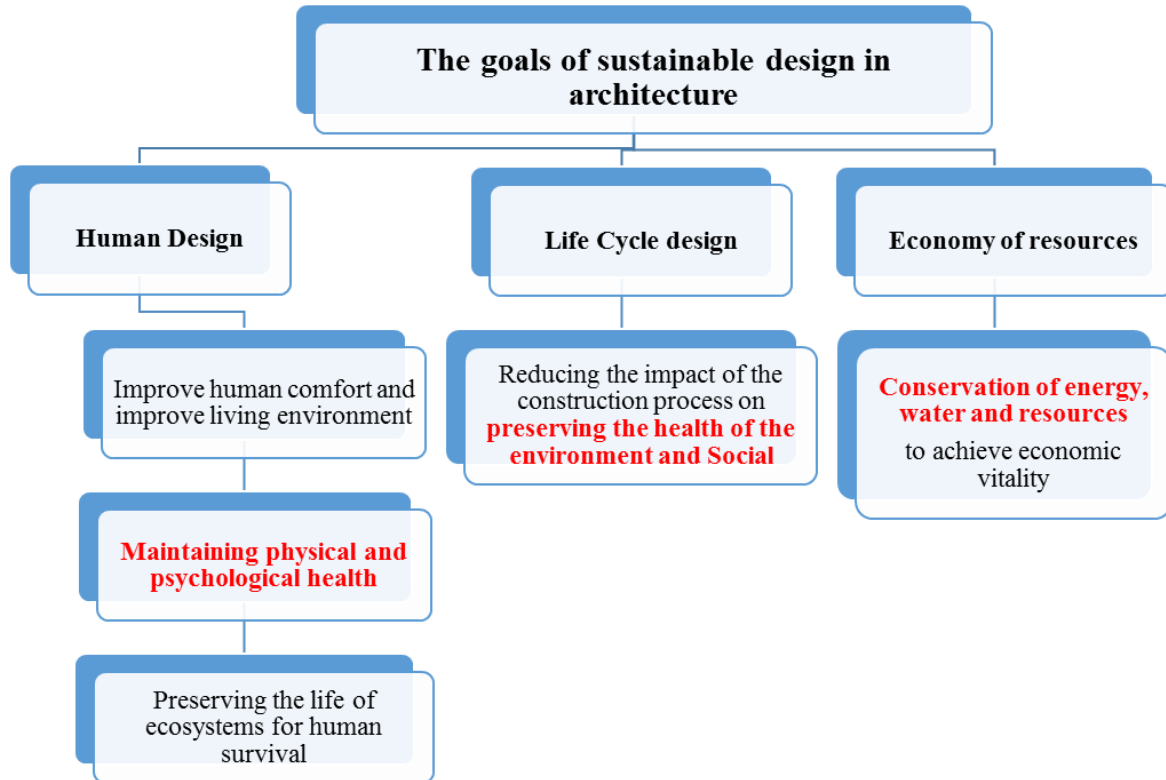 The goals of sustainable design in
architecture
Human Design
Life Cycle design
Economy of resources
Improve human comfort and
improve living environment
Reducing the impact of the
construction process on
preserving the health of the
environment and Social
Conservation of energy,
water and resources
to achieve economic
vitality
Maintaining physical and
psychological health
Preserving the life of
ecosystems for human
survival